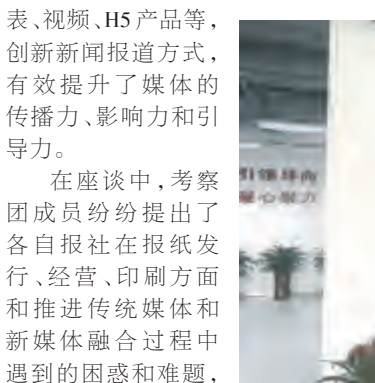 表、视频、H5产品等，
创新新闻报道方式，
有效提升了媒体的
传播力、影响力和引
导力。
在座谈中，考察
团成员纷纷提出了
各自报社在报纸发
行、经营、印刷方面
和推进传统媒体和
新媒体融合过程中
遇到的困惑和难题，